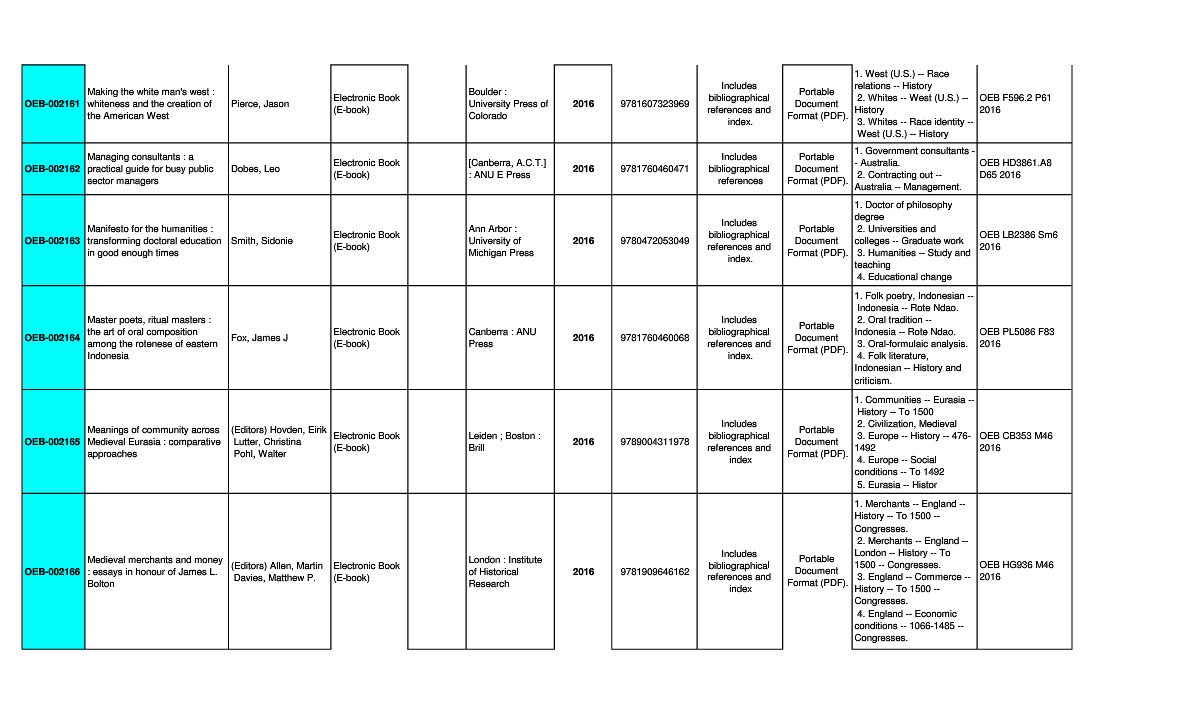 OEB-002161
Making the white man's west :
whiteness and the creation of
the American West
Pierce, Jason
Electronic Book
(E-book)
Boulder :
University Press of
Colorado
2016
9781607323969
Includes
bibliographical
references and
index.
Portable
Document
Format (PDF).
1. West (U.S.) -- Race
relations -- History
2. Whites -- West (U.S.) --
History
3. Whites -- Race identity --
West (U.S.) -- History
OEB F596.2 P61
2016
OEB-002162
Managing consultants : a
practical guide for busy public
sector managers
Dobes, Leo
Electronic Book
(E-book)
[Canberra, A.C.T.]
: ANU E Press
2016
9781760460471
Includes
bibliographical
references
Portable
Document
Format (PDF).
1. Government consultants -
- Australia.
2. Contracting out --
Australia -- Management.
OEB HD3861.A8
D65 2016
OEB-002163
Manifesto for the humanities :
transforming doctoral education
in good enough times
Smith, Sidonie
Electronic Book
(E-book)
Ann Arbor :
University of
Michigan Press
2016
9780472053049
Includes
bibliographical
references and
index.
Portable
Document
Format (PDF).
1. Doctor of philosophy
degree
2. Universities and
colleges -- Graduate work
3. Humanities -- Study and
teaching
4. Educational change
OEB LB2386 Sm6
2016
OEB-002164
Master poets, ritual masters :
the art of oral composition
among the rotenese of eastern
Indonesia
Fox, James J
Electronic Book
(E-book)
Canberra : ANU
Press
2016
9781760460068
Includes
bibliographical
references and
index.
Portable
Document
Format (PDF).
1. Folk poetry, Indonesian --
Indonesia -- Rote Ndao.
2. Oral tradition --
Indonesia -- Rote Ndao.
3. Oral-formulaic analysis.
4. Folk literature,
Indonesian -- History and
criticism.
OEB PL5086 F83
2016
OEB-002165
Meanings of community across
Medieval Eurasia : comparative
approaches
(Editors) Hovden, Eirik
Lutter, Christina
Pohl, Walter
Electronic Book
(E-book)
Leiden ; Boston :
Brill
2016
9789004311978
Includes
bibliographical
references and
index
Portable
Document
Format (PDF).
1. Communities -- Eurasia --
History -- To 1500
2. Civilization, Medieval
3. Europe -- History -- 476-
1492
4. Europe -- Social
conditions -- To 1492
5. Eurasia -- Histor
OEB CB353 M46
2016
OEB-002166
Medieval merchants and money
: essays in honour of James L.
Bolton
(Editors) Allen, Martin
Davies, Matthew P.
Electronic Book
(E-book)
London : Institute
of Historical
Research
2016
9781909646162
Includes
bibliographical
references and
index
Portable
Document
Format (PDF).
1. Merchants -- England --
History -- To 1500 --
Congresses.
2. Merchants -- England --
London -- History -- To
1500 -- Congresses.
3. England -- Commerce --
History -- To 1500 --
Congresses.
4. England -- Economic
conditions -- 1066-1485 --
Congresses.
OEB HG936 M46
2016